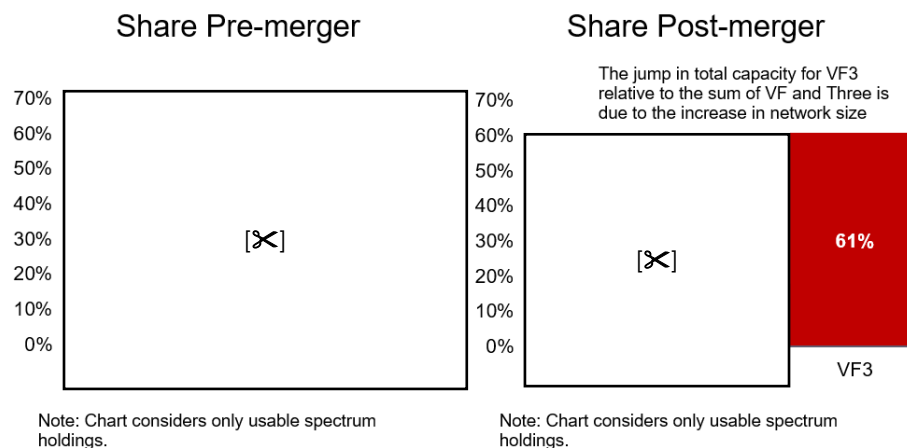 Share Pre-merger
70%
60%
50%
40%
30%
20%
10%
0%
[✂]
Note: Chart considers only usable spectrum
holdings.
Share Post-merger
The jump in total capacity for VF3
relative to the sum of VF and Three is
due to the increase in network size
70%
60%
50%
40%
30%
20%
10%
0%
[✂]
61%
VF3
Note: Chart considers only usable spectrum
holdings.